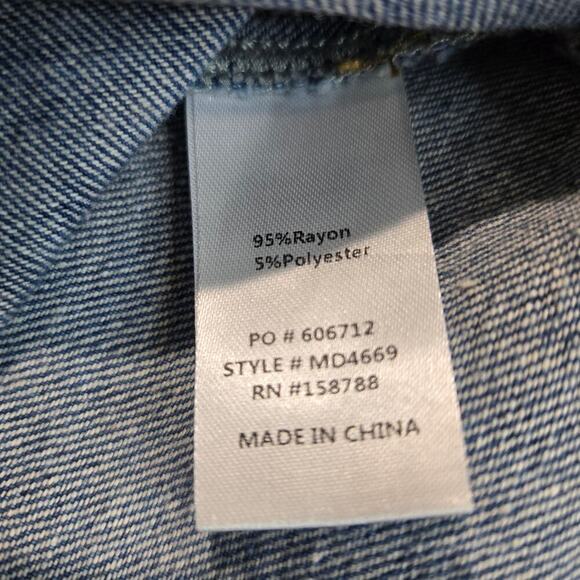 95%Rayon
5%Polyester
PO # 606712
STYLE # MD4669
RN #158788
MADE IN CHINA